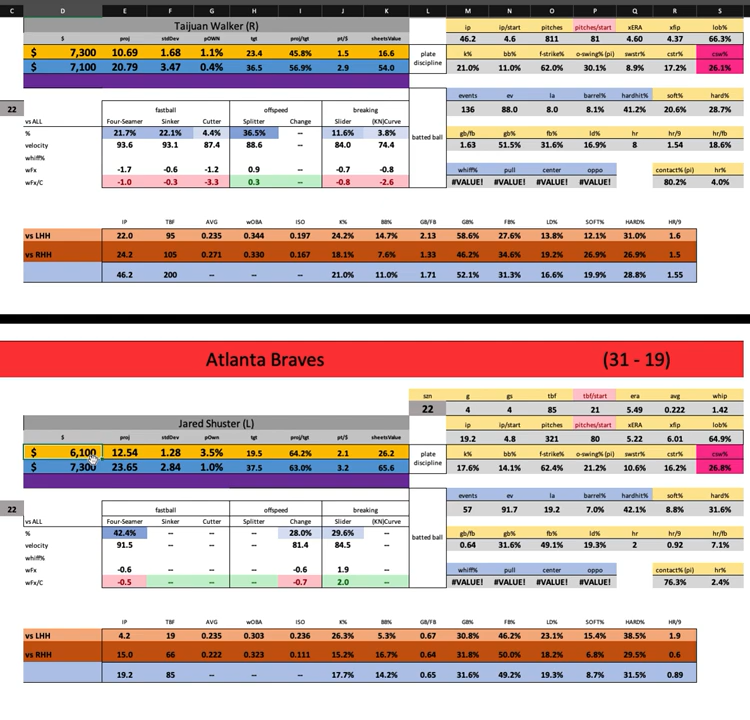 C D E F G H I J K L M N O P Q R S
Taijuan Walker (R) ip ip/start pitches pitches/start xERA xfip lob%
$ proj stdDev pOWN tgt proj/tgt pt/$ sheetsValue 46.2 4.6 811 81 4.60 4.37 66.3%
$ 7,300 10.69 1.68 1.1% 23.4 45.8% 1.5 16.6 plate discipline k% bb% f-strike% o-swing% (pi) swstr% cstr% csw%
$ 7,100 20.79 3.47 0.4% 36.5 56.9% 2.9 54.0 21.0% 11.0% 62.0% 30.1% 8.9% 17.2% 26.1%
events ev la barrel% hardhit% soft% hard%
22 fastball offspeed breaking 136 88.0 8.0 8.1% 41.2% 20.6% 28.7%
vs ALL Four-Seamer Sinker Cutter Splitter Change Slider (KN)Curve
% 21.7% 22.1% 4.4% 36.5% -- 11.6% 3.8% batted ball gb/fb gb% fb% ld% hr hr/9 hr/fb
velocity 93.6 93.1 87.4 88.6 -- 84.0 74.4 1.63 51.5% 31.6% 16.9% 8 1.54 18.6%
whiff%
wFx -1.7 -0.6 -1.2 0.9 -- -0.7 -0.8 whiff% pull center oppo contact% (pi) hr%
wFx/C -1.0 -0.3 -3.3 0.3 -- -0.8 -2.6 #VALUE! #VALUE! #VALUE! #VALUE! 80.2% 4.0%
IP TBF AVG wOBA ISO K% BB% GB/FB GB% FB% LD% SOFT% HARD% HR/9
vs LHH 22.0 95 0.235 0.344 0.197 24.2% 14.7% 2.13 58.6% 27.6% 13.8% 12.1% 31.0% 1.6
vs RHH 24.2 105 0.271 0.330 0.167 18.1% 7.6% 1.33 46.2% 34.6% 19.2% 26.9% 26.9% 1.5
46.2 200 -- -- -- 21.0% 11.0% 1.71 52.1% 31.3% 16.6% 19.9% 28.8% 1.55
Atlanta Braves (31 - 19)
szn g gs tbf tbf/start era avg whip
22 4 4 85 21 5.49 0.222 1.42
Jared Shuster (L) ip ip/start pitches pitches/start xERA xfip lob%
$ proj stdDev pOwn tgt proj/tgt pt/$ sheetsValue 19.2 4.8 321 80 5.22 6.01 64.9%
$ 6,100 12.54 1.28 3.5% 19.5 64.2% 2.1 26.2 plate discipline k% bb% f-strike% o-swing% (pi) swstr% cstr% csw%
$ 7,300 23.65 2.84 1.0% 37.5 63.0% 3.2 65.6 17.6% 14.1% 62.4% 21.2% 10.6% 16.2% 26.8%
events ev la barrel% hardhit% soft% hard%
22 fastball offspeed breaking 57 91.7 19.2 7.0% 42.1% 8.8% 31.6%
vs ALL Four-Seamer Sinker Cutter Splitter Change Slider (KN)Curve
% 42.4% -- -- -- 28.0% 29.6% -- batted ball gb/fb gb% fb% ld% hr hr/9 hr/fb
velocity 91.5 -- -- -- 81.4 84.5 -- 0.64 31.6% 49.1% 19.3% 2 0.92 7.1%
whiff%
wFx -0.6 -- -- -- -0.6 1.9 -- whiff% pull center oppo contact% (pi) hr%
wFx/C -0.5 -- -- -- -0.7 2.0 -- #VALUE! #VALUE! #VALUE! #VALUE! 76.3% 2.4%
IP TBF AVG wOBA ISO K% BB% GB/FB GB% FB% LD% SOFT% HARD% HR/9
vs LHH 4.2 19 0.235 0.303 0.236 26.3% 5.3% 0.67 30.8% 46.2% 23.1% 15.4% 38.5% 1.9
vs RHH 15.0 66 0.222 0.323 0.111 15.2% 16.7% 0.64 31.8% 50.0% 18.2% 6.8% 29.5% 0.6
19.2 85 -- -- -- 17.7% 14.2% 0.65 31.6% 49.2% 19.3% 8.7% 31.5% 0.89